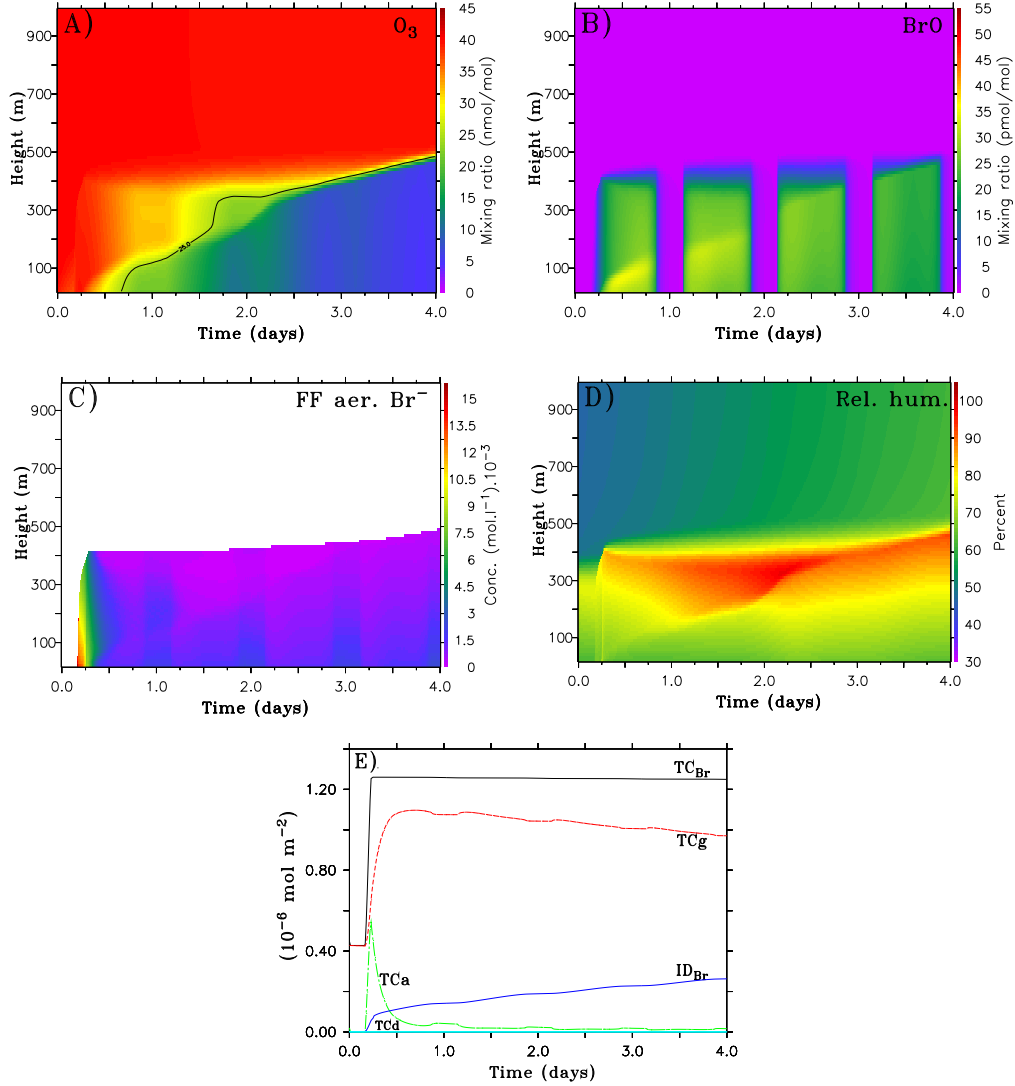 A)
O3
Height (m)
900
700
500
300
100
25.0
0.0 1.0 2.0 3.0 4.0
Time (days)
45
40
35
30
25
20
15
10
5
0
Mixing ratio (nmol/mol)
B)
BrO
Height (m)
900
700
500
300
100
0.0 1.0 2.0 3.0 4.0
Time (days)
55
50
45
40
35
30
25
20
15
10
5
0
Mixing ratio (pmol/mol)
C)
FF aer. Br−
Height (m)
900
700
500
300
100
0.0 1.0 2.0 3.0 4.0
Time (days)
15
13.5
12
10.5
9
7.5
6
4.5
3
1.5
0
Conc. (mol.l−1).10−3
D)
Rel. hum.
Height (m)
900
700
500
300
100
0.0 1.0 2.0 3.0 4.0
Time (days)
100
90
80
70
60
50
40
30
Percent
E)
TCBr
TCg
TCa
IDBr
TCd
(10−6 mol m−2)
1.20
0.80
0.40
0.00
0.0 1.0 2.0 3.0 4.0
Time (days)